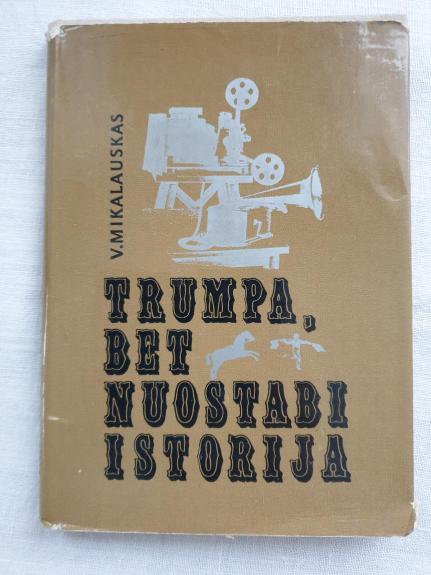 V.MIKALAUSKAS
TRUMPA,
BET
NUOSTABI
ISTORIJA